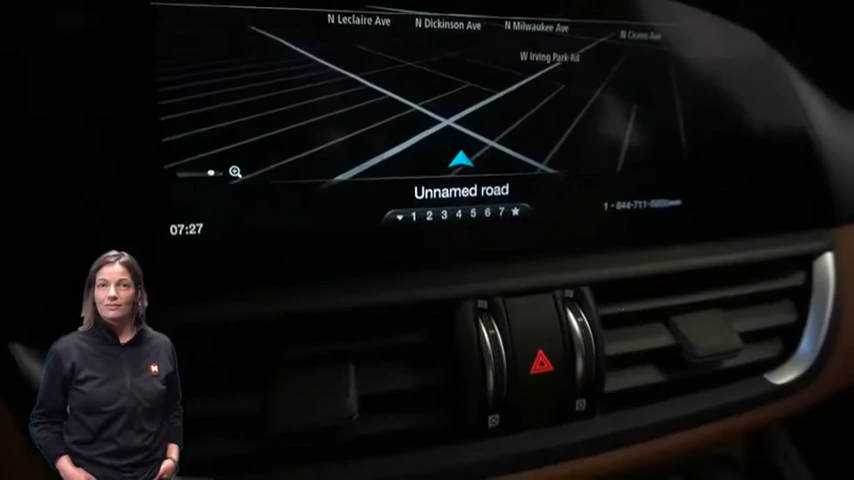 N Leclaire Ave
N Dickinson Ave
N Milwaukee Ave
N Cicero Ave
W Irving Park Rd
Unnamed road
1 2 3 4 5 6 7
07:27